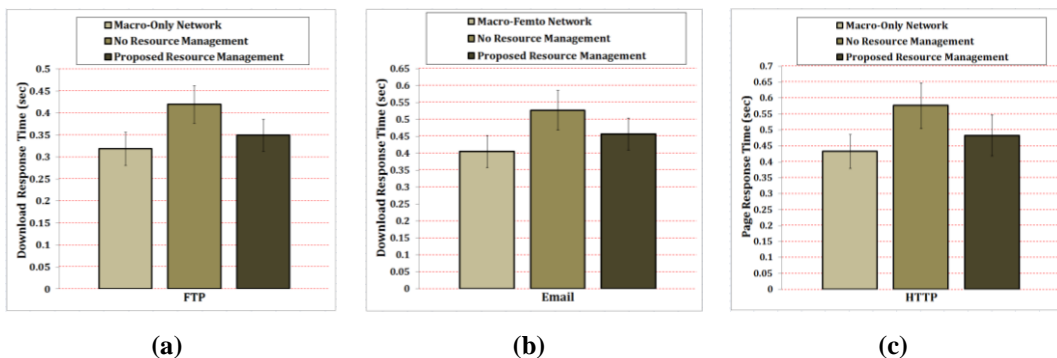 Macro-Only Network
No Resource Management
Proposed Resource Management
Download Response Time (sec)
0.5
0.45
0.4
0.35
0.3
0.25
0.2
0.15
0.1
0.05
0
FTP
(a)
Macro-Femto Network
No Resource Management
Proposed Resource Management
Download Response Time (sec)
0.65
0.6
0.55
0.5
0.45
0.4
0.35
0.3
0.25
0.2
0.15
0.1
0.05
0
Email
(b)
Macro-Only Network
No Resource Management
Proposed Resource Management
Page Response Time (sec)
0.7
0.65
0.6
0.55
0.5
0.45
0.4
0.35
0.3
0.25
0.2
0.15
0.1
0.05
0
HTTP
(c)